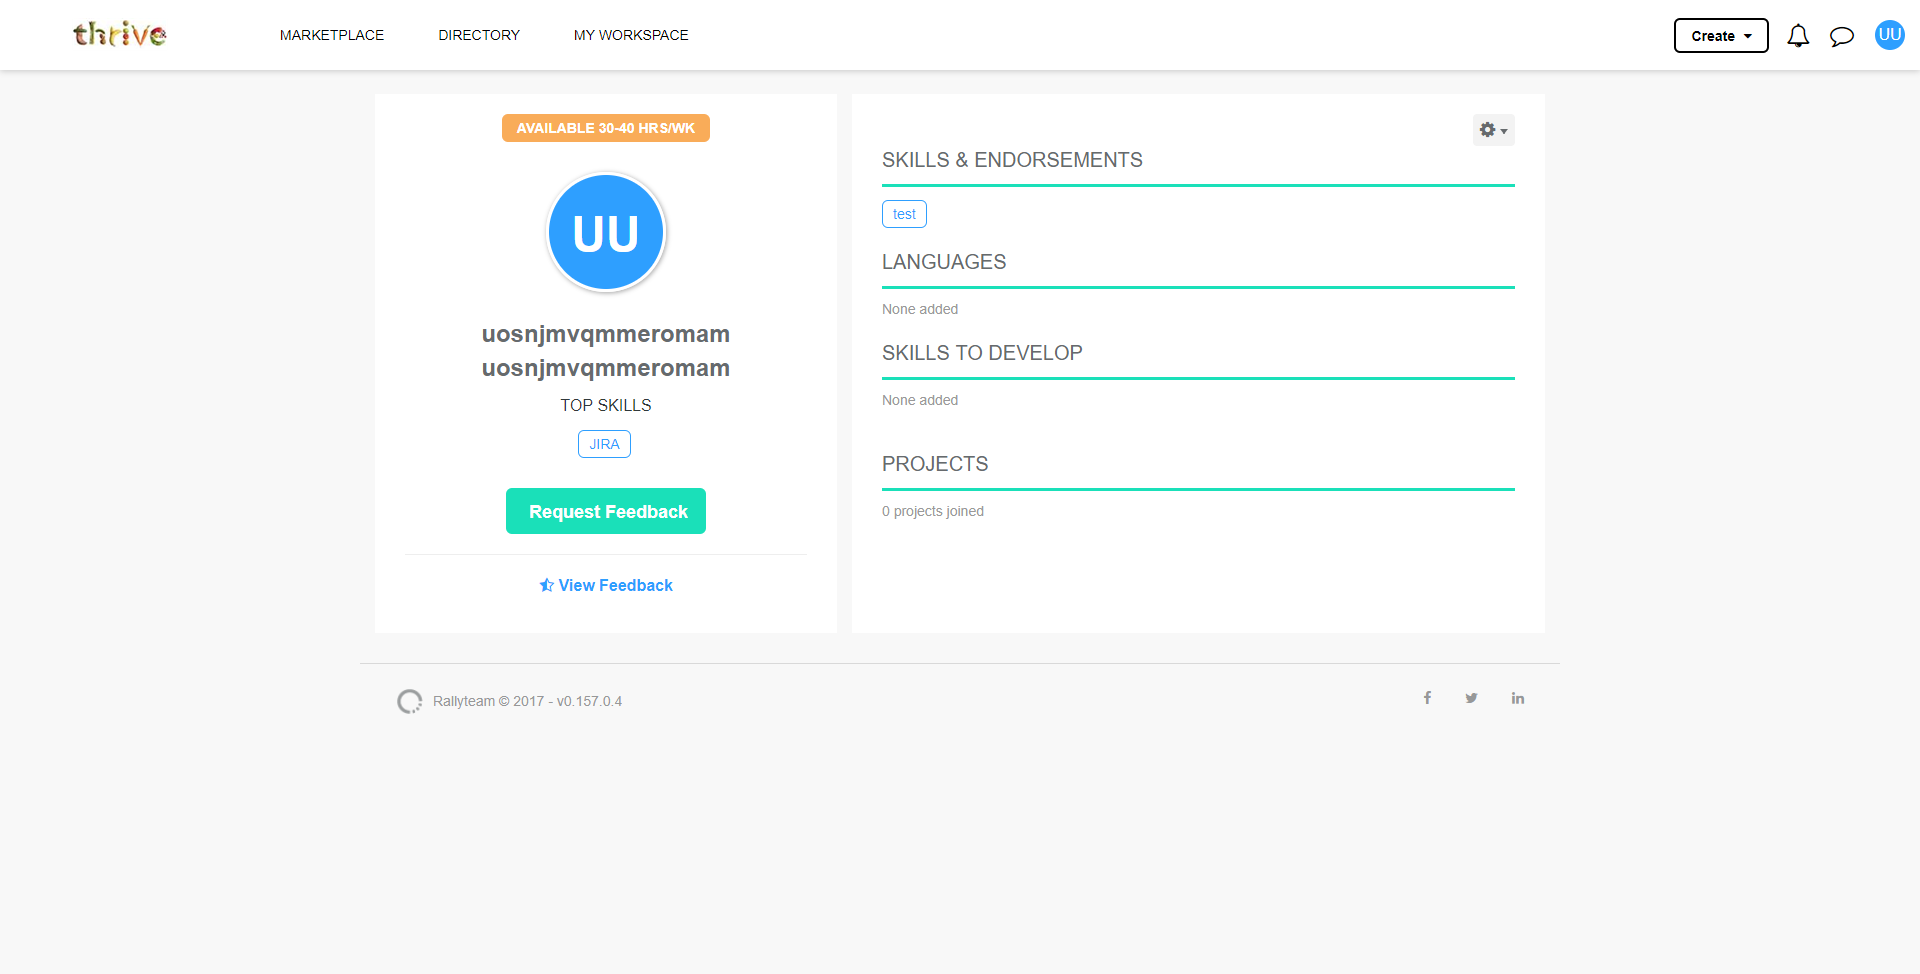 thrive
MARKETPLACE
DIRECTORY
MY WORKSPACE
Create
UU
AVAILABLE 30-40 HRS/WK
UU
uosnjmvqmmeromam
uosnjmvqmmeromam
TOP SKILLS
JIRA
Request Feedback
View Feedback
SKILLS & ENDORSEMENTS
test
LANGUAGES
None added
SKILLS TO DEVELOP
None added
PROJECTS
0 projects joined
Rallyteam © 2017 - v0.157.0.4